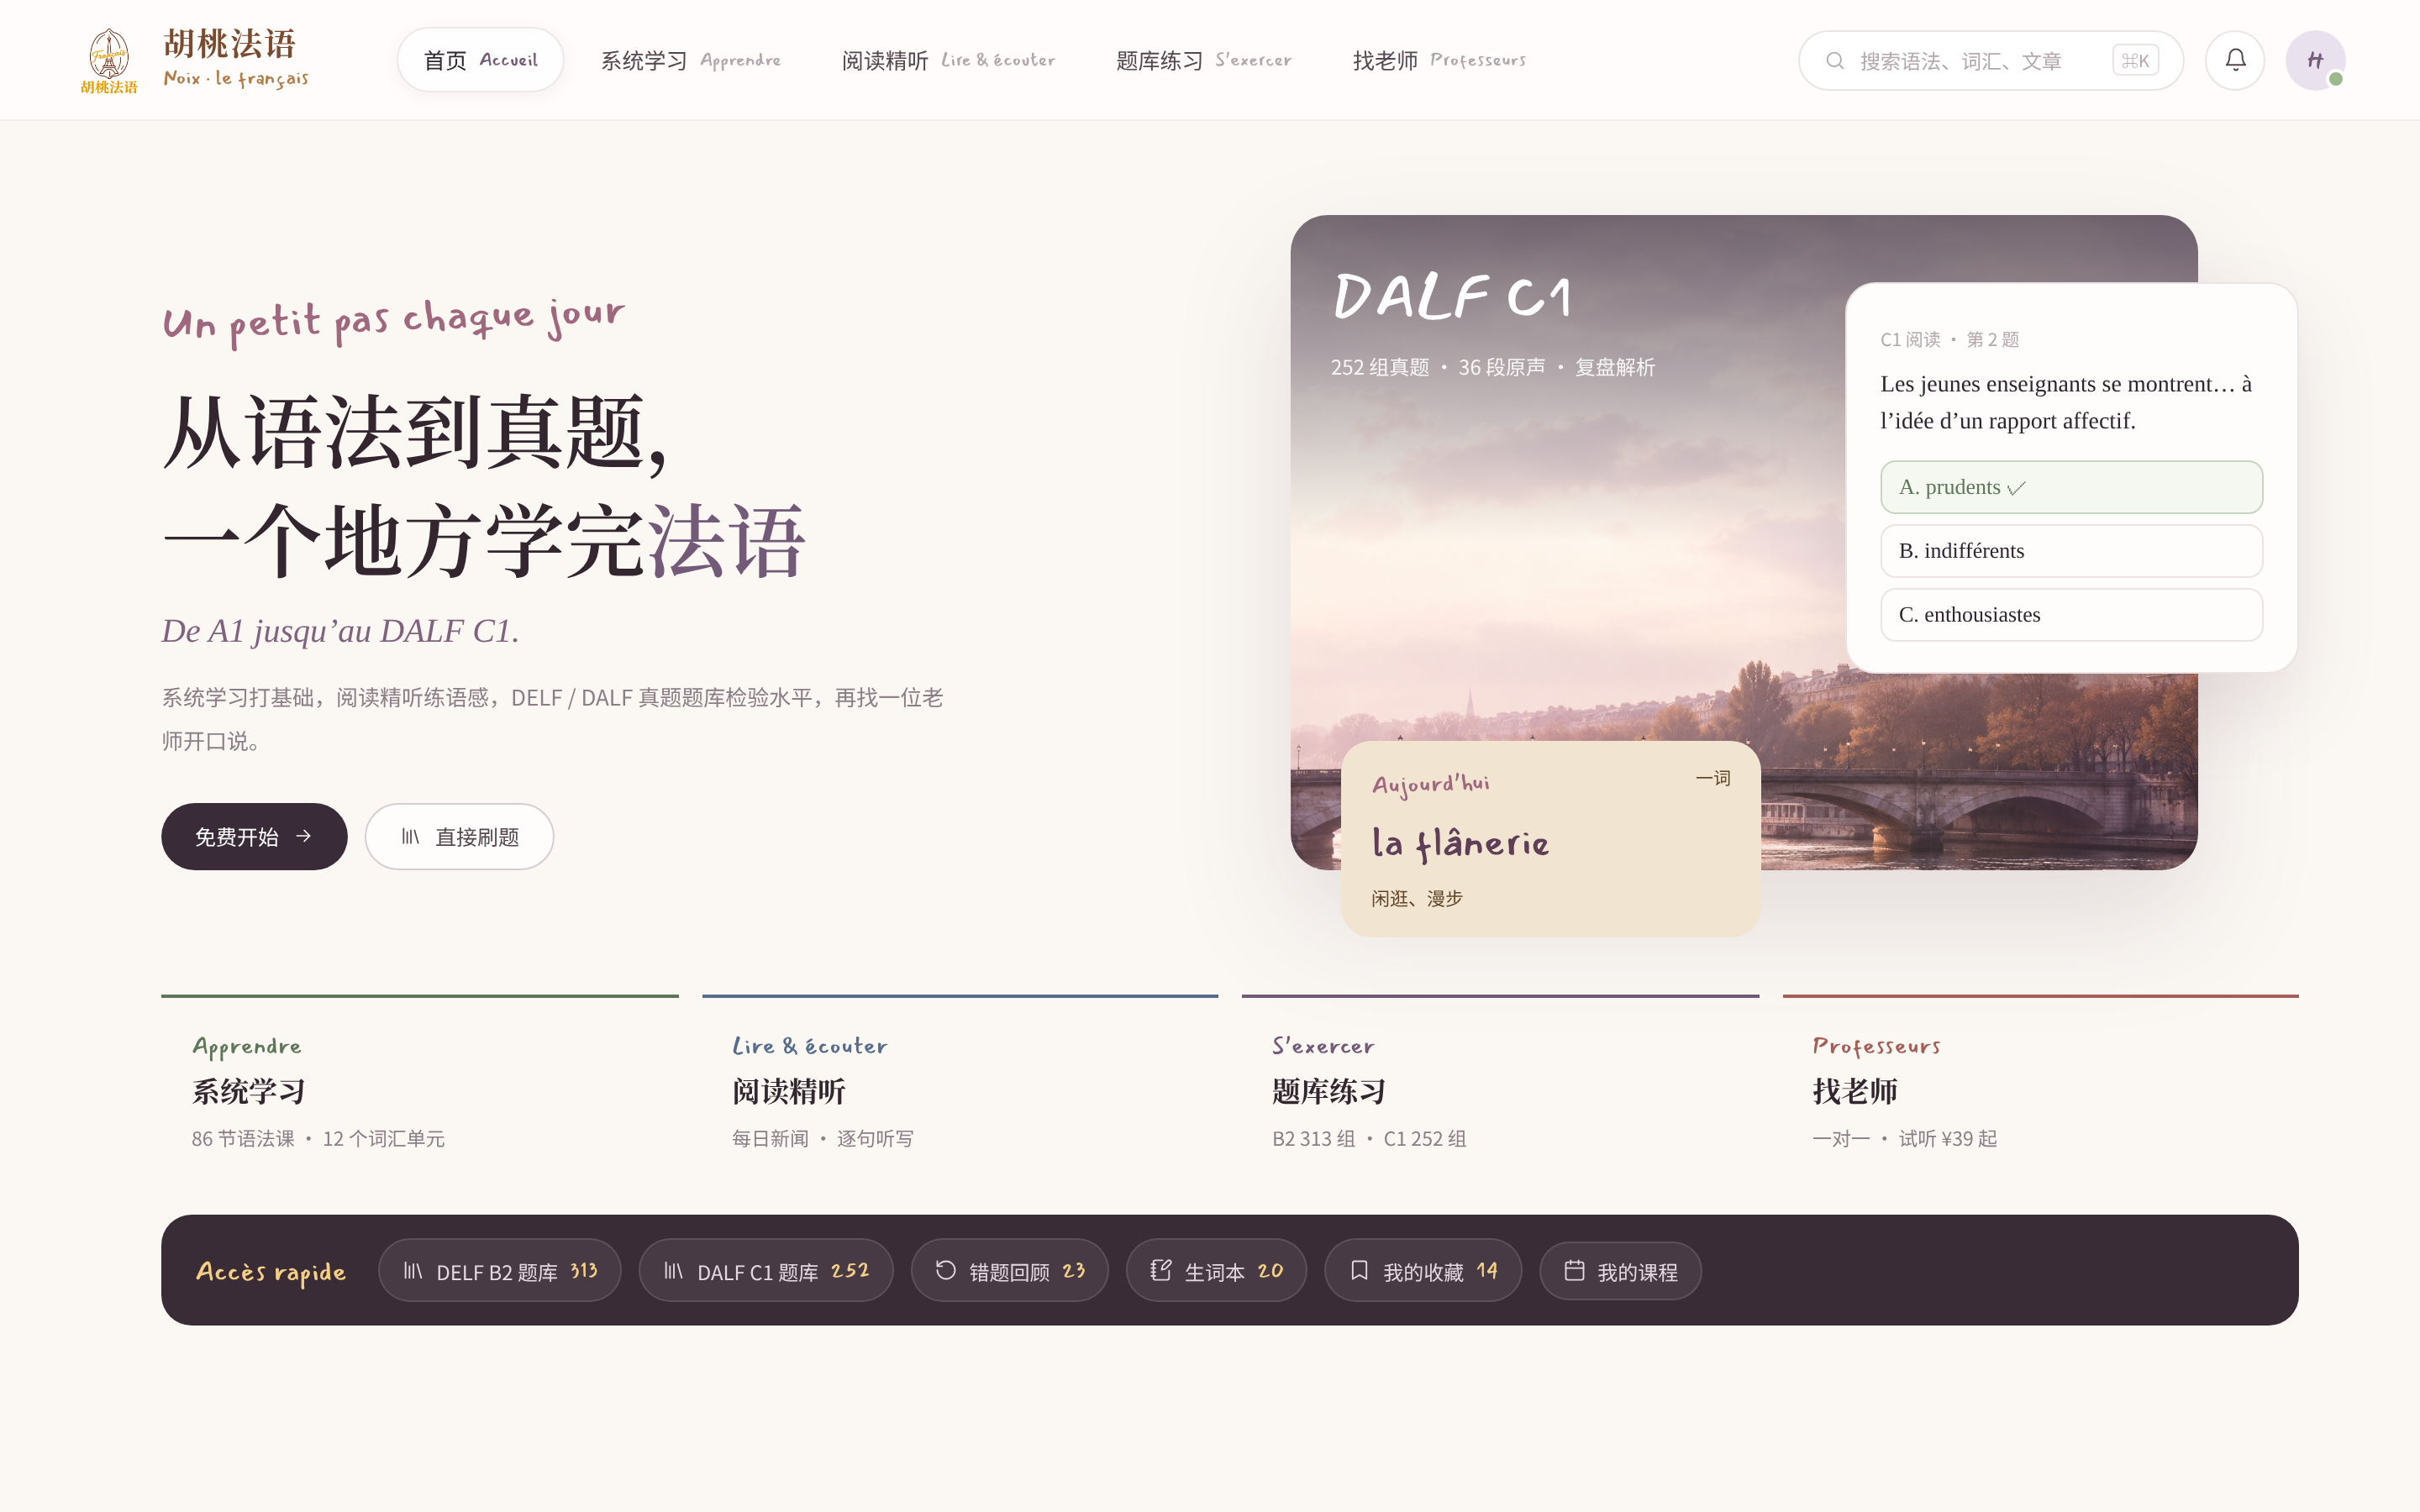 Français
胡桃法语
胡桃法语
Noix · le français
首页 Accueil
系统学习 Apprendre
阅读精听 Lire & écouter
题库练习 S'exercer
找老师 Professeurs
搜索语法、词汇、文章 ⌘K
H
Un petit pas chaque jour
从语法到真题，
一个地方学完法语
De A1 jusqu’au DALF C1.
系统学习打基础，阅读精听练语感，DELF / DALF 真题题库检验水平，再找一位老
师开口说。
免费开始 →
直接刷题
DALF C1
252 组真题 · 36 段原声 · 复盘解析
C1 阅读 · 第 2 题
Les jeunes enseignants se montrent… à
l’idée d’un rapport affectif.
A. prudents ✓
B. indifférents
C. enthousiastes
Aujourd'hui 一词
la flânerie
闲逛、漫步
Apprendre
系统学习
86 节语法课 · 12 个词汇单元
Lire & écouter
阅读精听
每日新闻 · 逐句听写
S'exercer
题库练习
B2 313 组 · C1 252 组
Professeurs
找老师
一对一 · 试听 ¥39 起
Accès rapide
DELF B2 题库 313
DALF C1 题库 252
错题回顾 23
生词本 20
我的收藏 14
我的课程